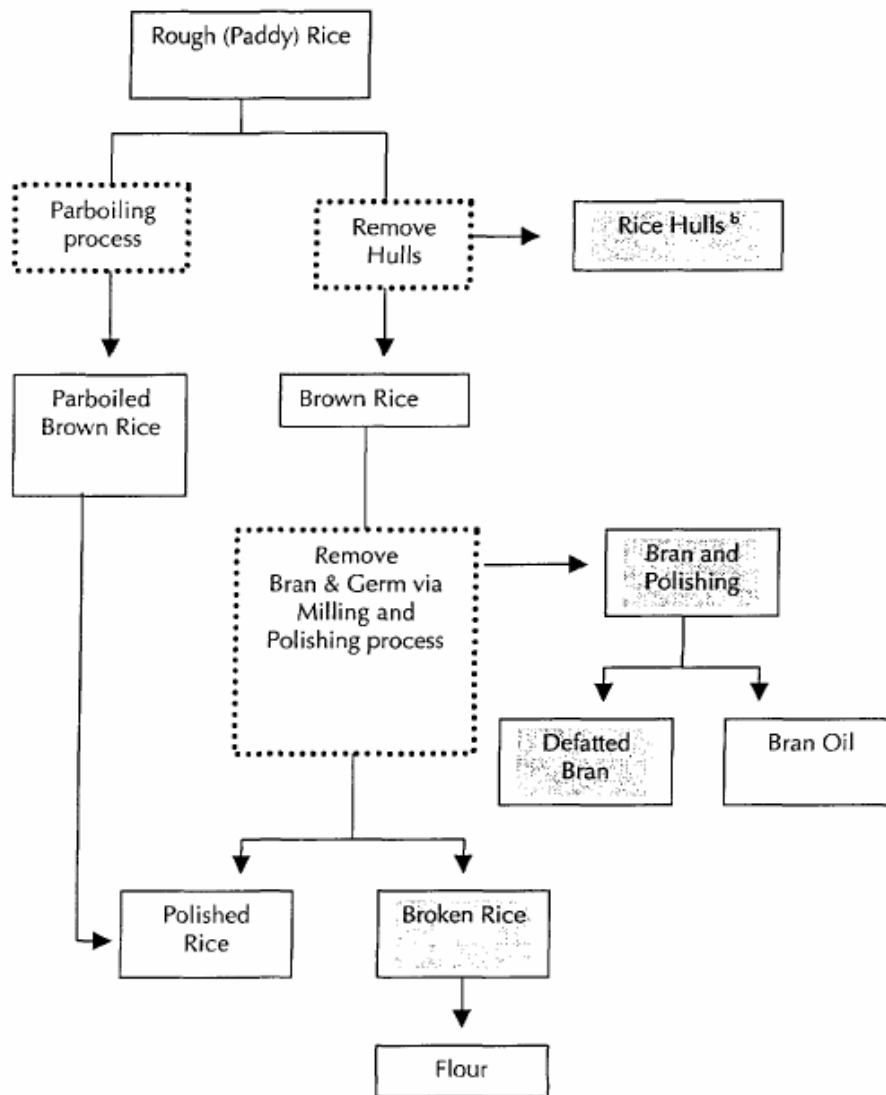 Rough (Paddy) Rice
Parboiling
process
Remove
Hulls
Rice Hulls b
Parboiled
Brown Rice
Brown Rice
Remove
Bran & Germ via
Milling and
Polishing process
Bran and
Polishing
Defatted
Bran
Bran Oil
Polished
Rice
Broken Rice
Flour